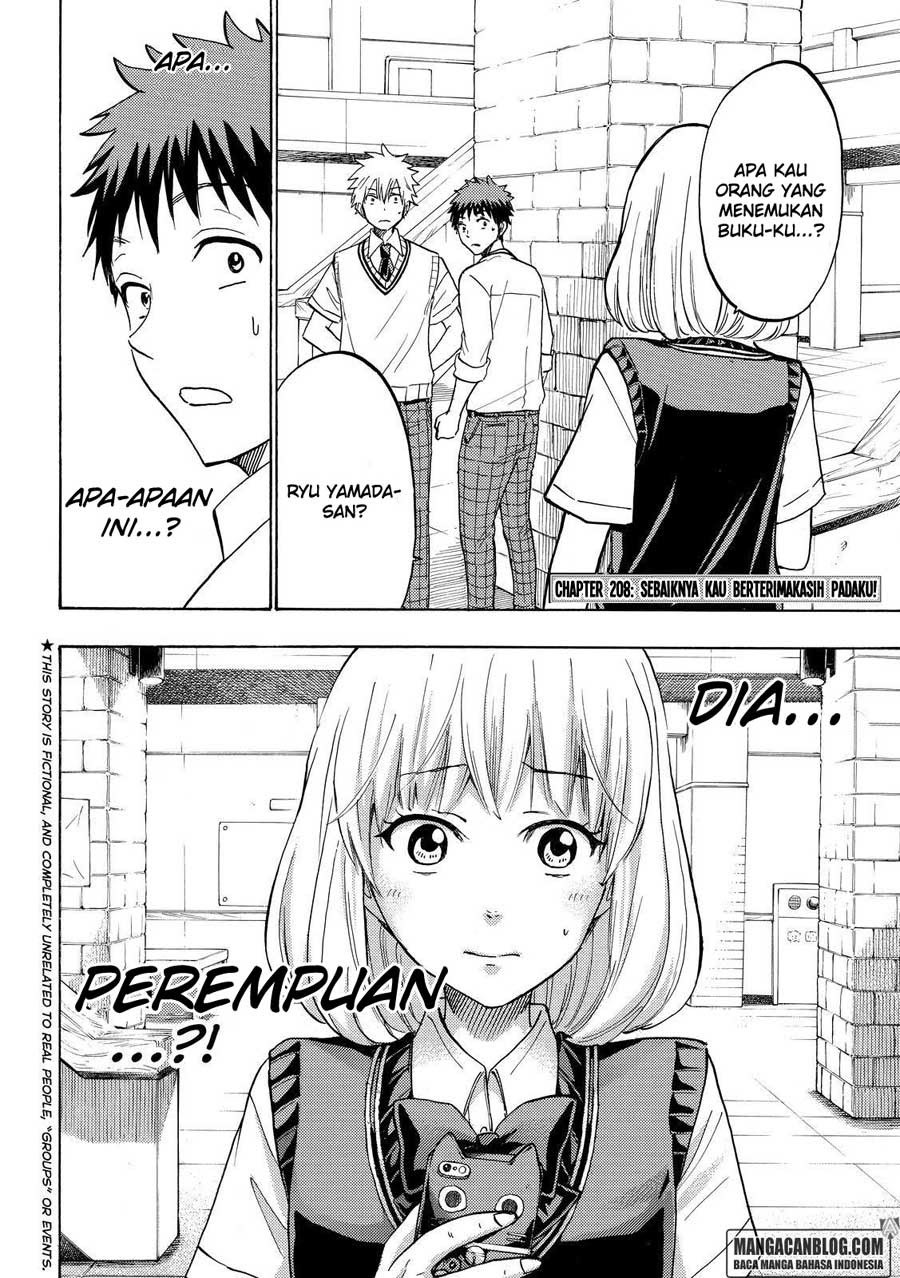 APA KAU
ORANG YANG
MENEMUKAN
BUKU-KU...?
RYU YAMADA-
SAN?
CHAPTER 208: SEBAIKNYA KAU BERTERIMAKASIH PADAKU!
APA...
APA-APAAN
INI...?
DIA...
PEREMPUAN
...?!
★THIS STORY IS FICTIONAL, AND COMPLETELY UNRELATED TO REAL PEOPLE, "GROUPS" OR EVENTS.
MANGACANBLOG.COM
BACA MANGA BAHASA INDONESIA